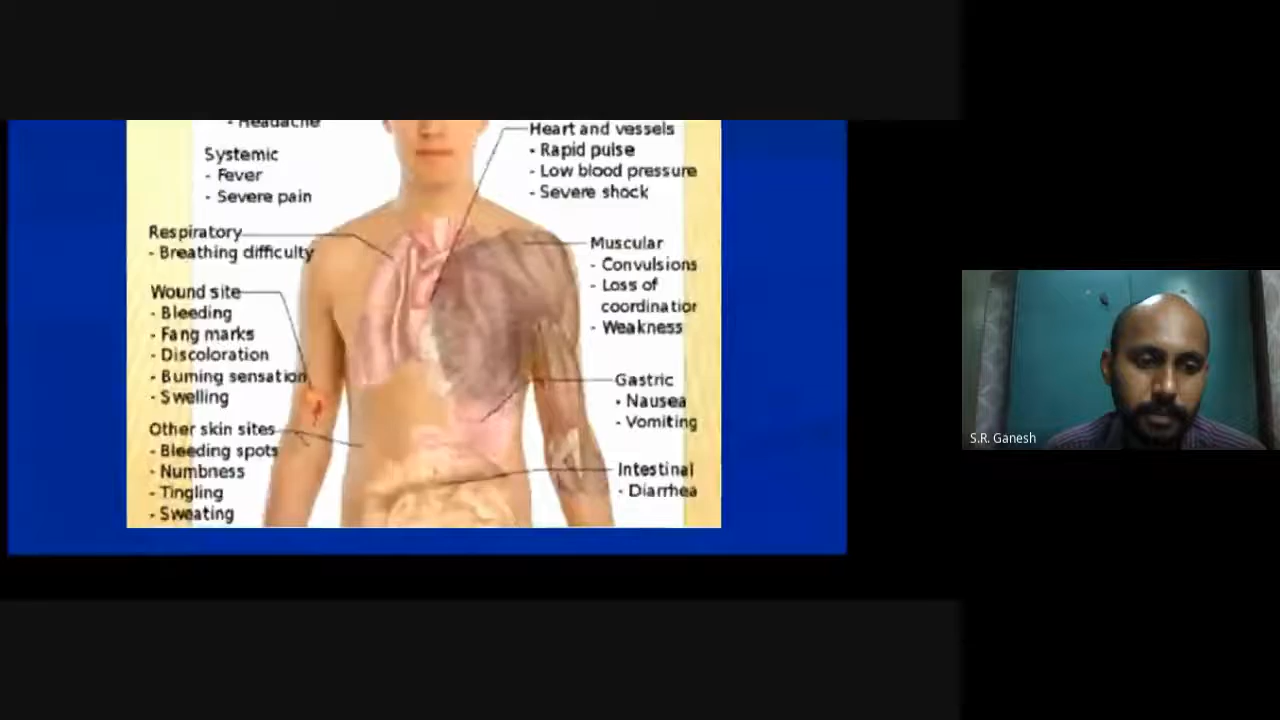 - Headache
Systemic
- Fever
- Severe pain
Respiratory
- Breathing difficulty
Wound site
- Bleeding
- Fang marks
- Discoloration
- Burning sensation
- Swelling
Other skin sites
- Bleeding spots
- Numbness
- Tingling
- Sweating
Heart and vessels
- Rapid pulse
- Low blood pressure
- Severe shock
Muscular
- Convulsions
- Loss of
coordination
- Weakness
Gastric
- Nausea
- Vomiting
Intestinal
- Diarrhea
S.R. Ganesh